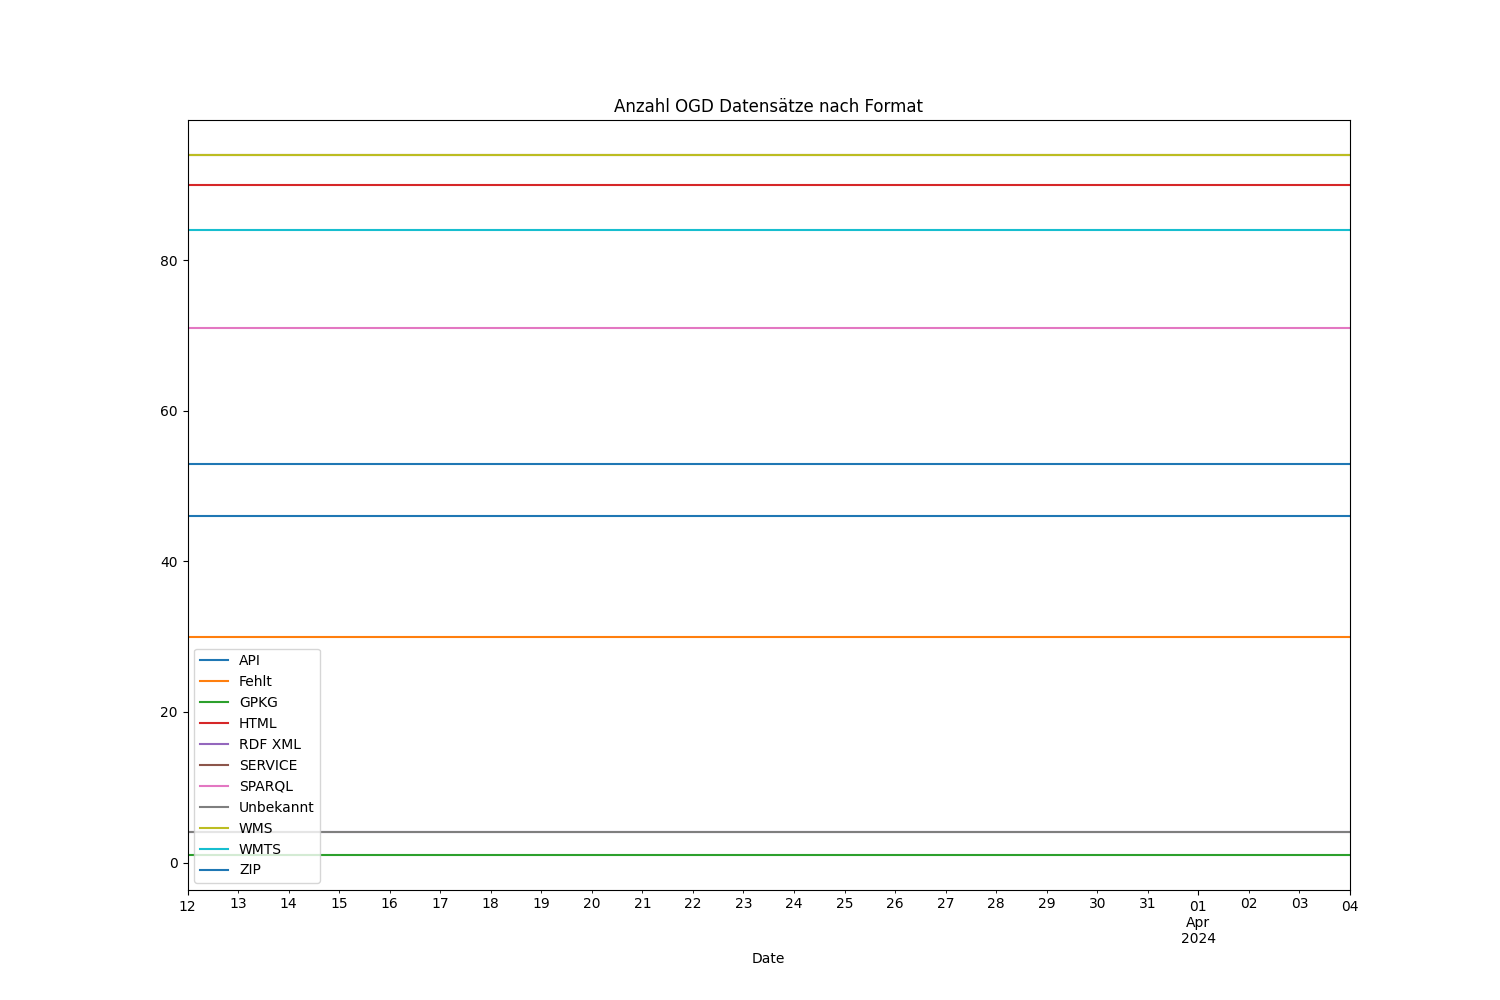 Anzahl OGD Datensätze nach Format
80
60
40
20
0
API
Fehlt
GPKG
HTML
RDF XML
SERVICE
SPARQL
Unbekannt
WMS
WMTS
ZIP
12 13 14 15 16 17 18 19 20 21 22 23 24 25 26 27 28 29 30 31 01 02 03 04
Apr
2024
Date